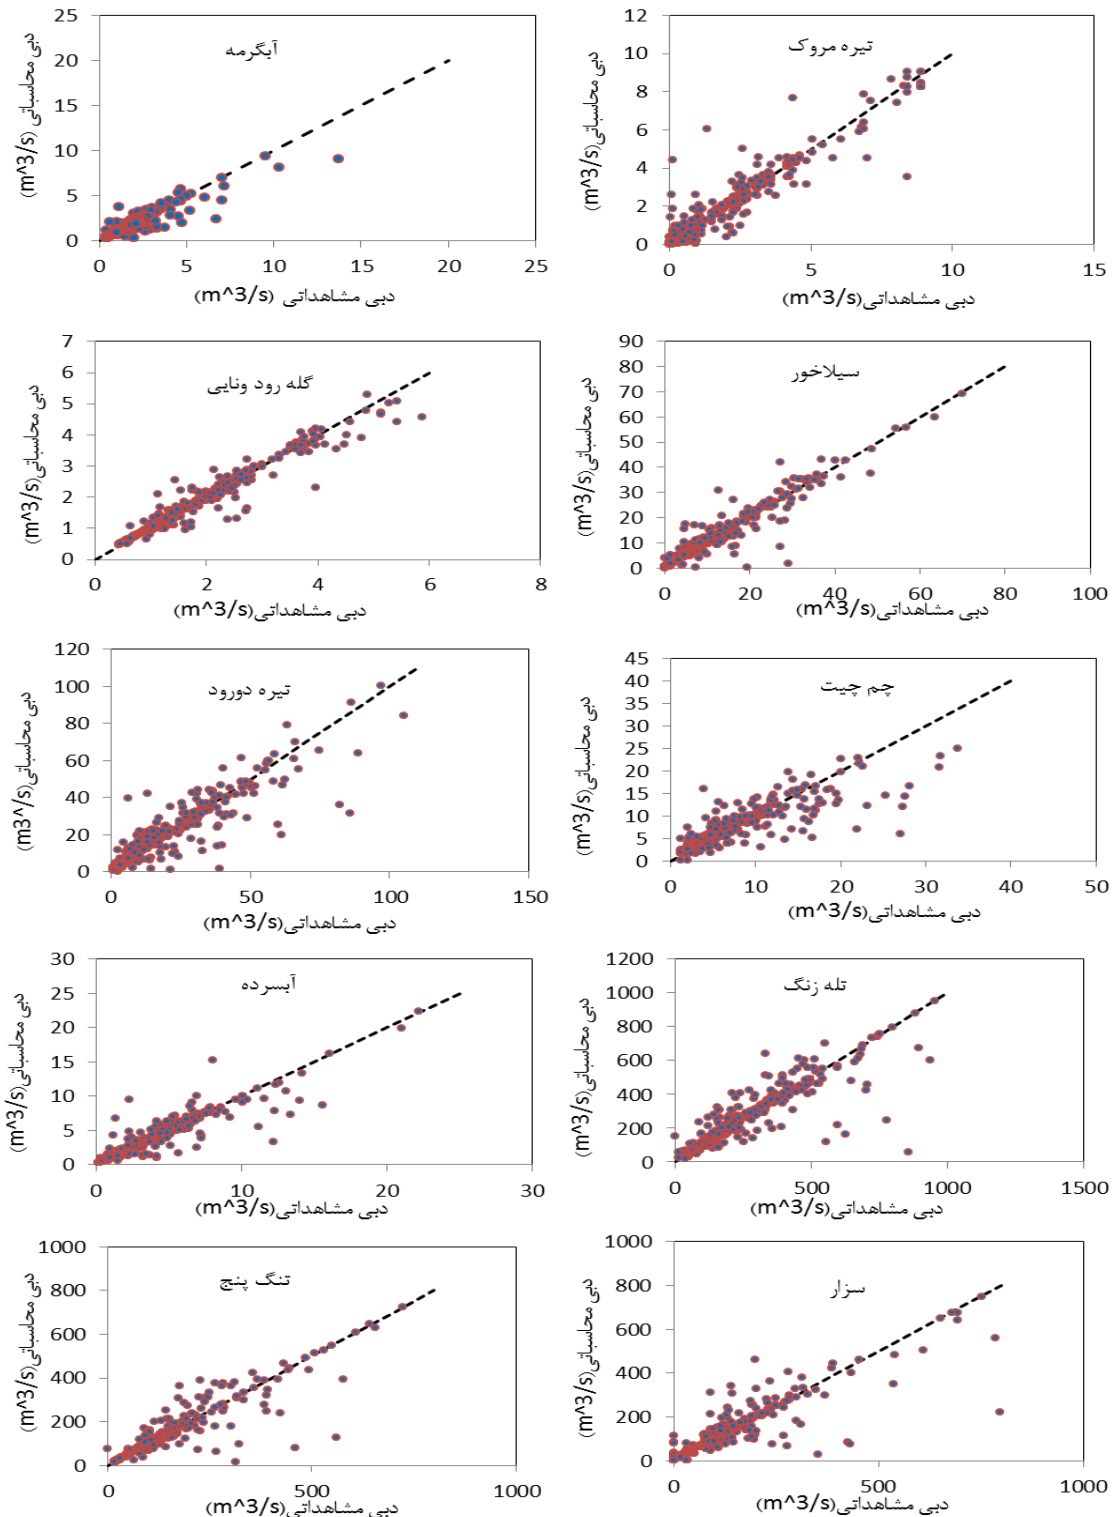 آبگرمه
25
20
15
10
5
0
0 5 10 15 20 25
دبی محاسباتی (m^3/s)
دبی مشاهداتی (m^3/s)
تیره مروک
12
10
8
6
4
2
0
0 5 10 15
دبی محاسباتی(m^3/s)
دبی مشاهداتی(m^3/s)
گله رود ونایی
7
6
5
4
3
2
1
0
0 2 4 6 8
دبی محاسباتی(m^3/s)
دبی مشاهداتی(m^3/s)
سیلاخور
90
80
70
60
50
40
30
20
10
0
0 20 40 60 80 100
دبی محاسباتی(m^3/s)
دبی مشاهداتی(m^3/s)
تیره دورود
120
100
80
60
40
20
0
0 50 100 150
دبی محاسباتی(m3^/s)
دبی مشاهداتی(m^3/s)
چم چیت
45
40
35
30
25
20
15
10
5
0
0 10 20 30 40 50
دبی محاسباتی(m^3/s)
دبی مشاهداتی(m^3/s)
آبسرده
30
25
20
15
10
5
0
0 10 20 30
دبی محاسباتی(m^3/s)
دبی مشاهداتی(m^3/s)
تله زنگ
1200
1000
800
600
400
200
0
0 500 1000 1500
دبی محاسباتی(m^3/s)
دبی مشاهداتی(m^3/s)
تنگ پنج
1000
800
600
400
200
0
0 500 1000
دبی محاسباتی(m^3/s)
دبی مشاهداتی(m^3/s)
سزار
1000
800
600
400
200
0
0 500 1000
دبی محاسباتی(m^3/s)
دبی مشاهداتی(m^3/s)